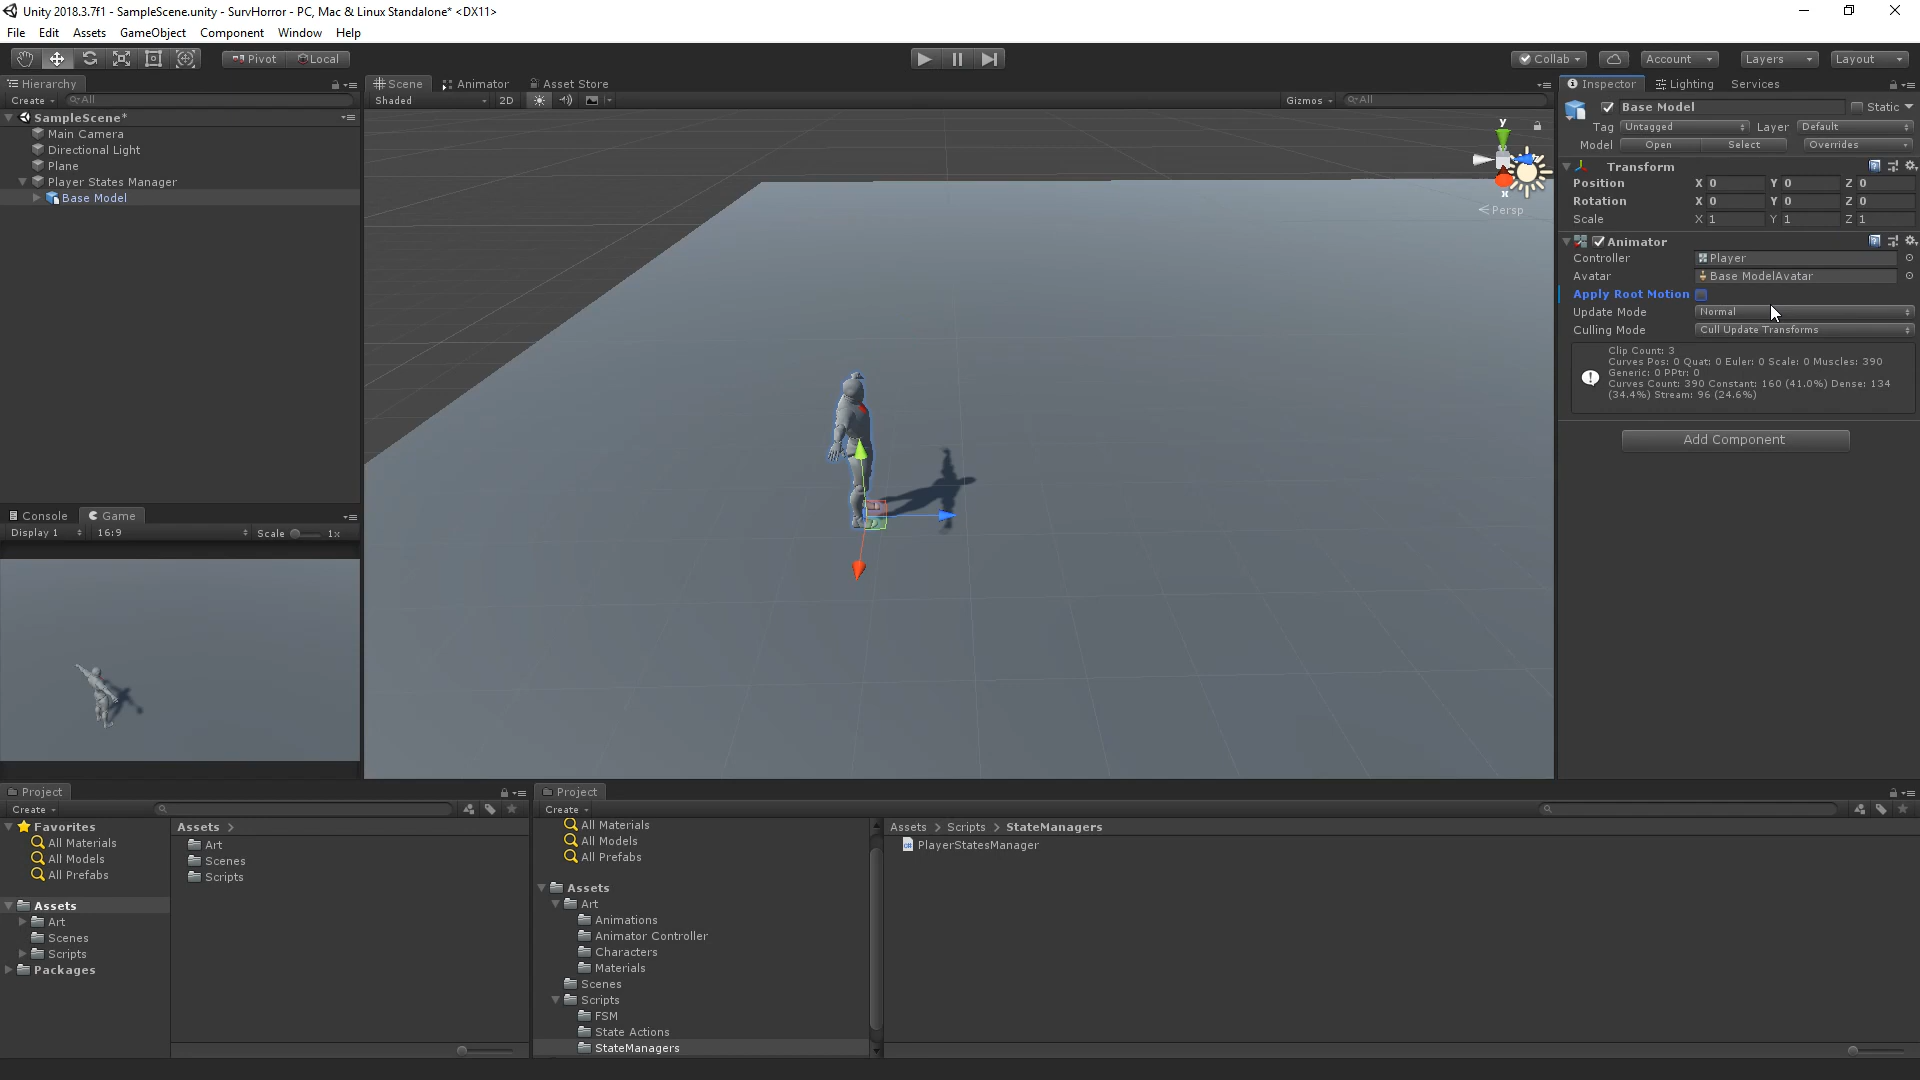 Unity 2018.3.7f1 - SampleScene.unity - SurvHorror - PC, Mac & Linux Standalone* <DX11>
File Edit Assets GameObject Component Window Help
Pivot Local Collab Account Layers Layout
Hierarchy
Create All
SampleScene*
Main Camera
Directional Light
Plane
Player States Manager
Base Model
Scene Animator Asset Store
Shaded 2D Gizmos All
y
x
Persp
Inspector Lighting Services
Base Model Static
Tag Untagged Layer Default
Model Open Select Overrides
Transform
Position X 0 Y 0 Z 0
Rotation X 0 Y 0 Z 0
Scale X 1 Y 1 Z 1
Animator
Controller Player
Avatar Base ModelAvatar
Apply Root Motion
Update Mode Normal
Culling Mode Cull Update Transforms
Clip Count: 3
Curves Pos: 0 Quat: 0 Euler: 0 Scale: 0 Muscles: 390
Generic: 0 PPtr: 0
Curves Count: 390 Constant: 160 (41.0%) Dense: 134
(34.4%) Stream: 96 (24.6%)
Add Component
Console Game
Display 1 16:9 Scale 1x
Project
Create
Favorites
All Materials
All Models
All Prefabs
Assets
Art
Scenes
Scripts
Packages
Assets
Art
Scenes
Scripts
Project
Create
All Materials
All Models
All Prefabs
Assets
Art
Animations
Animator Controller
Characters
Materials
Scenes
Scripts
FSM
State Actions
StateManagers
Assets Scripts StateManagers
PlayerStatesManager